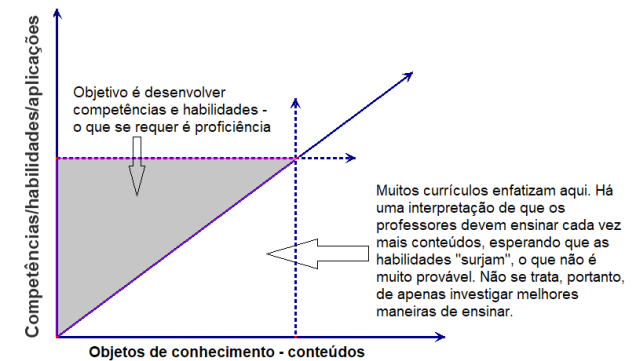 Competências/habilidades/aplicações
Objetivo é desenvolver
competências e habilidades -
o que se requer é proficiência
Muitos currículos enfatizam aqui. Há
uma interpretação de que os
professores devem ensinar cada vez
mais conteúdos, esperando que as
habilidades "surjam", o que não é
muito provável. Não se trata, portanto,
de apenas investigar melhores
maneiras de ensinar.
Objetos de conhecimento - conteúdos